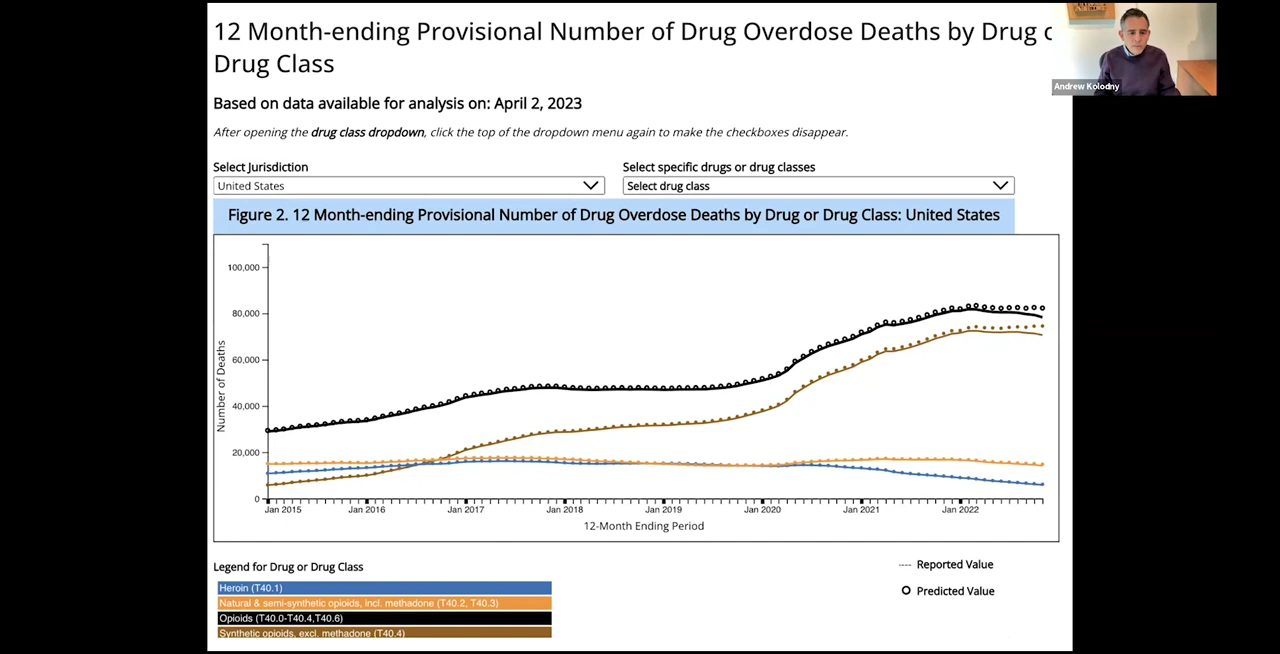 12 Month-ending Provisional Number of Drug Overdose Deaths by Drug
Drug Class
Andrew Kolodny
Based on data available for analysis on: April 2, 2023
After opening the drug class dropdown, click the top of the dropdown menu again to make the checkboxes disappear.
Select Jurisdiction
Select specific drugs or drug classes
United States
Select drug class
Figure 2. 12 Month-ending Provisional Number of Drug Overdose Deaths by Drug or Drug Class: United States
100,000
80,000
60,000
40,000
20,000
0
Number of Deaths
Jan 2015
Jan 2016
Jan 2017
Jan 2018
Jan 2019
Jan 2020
Jan 2021
Jan 2022
12-Month Ending Period
Legend for Drug or Drug Class
Heroin (T40.1)
Natural & semi-synthetic opioids, incl. methadone (T40.2, T40.3)
Opioids (T40.0-T40.4,T40.6)
Synthetic opioids, excl. methadone (T40.4)
Reported Value
Predicted Value